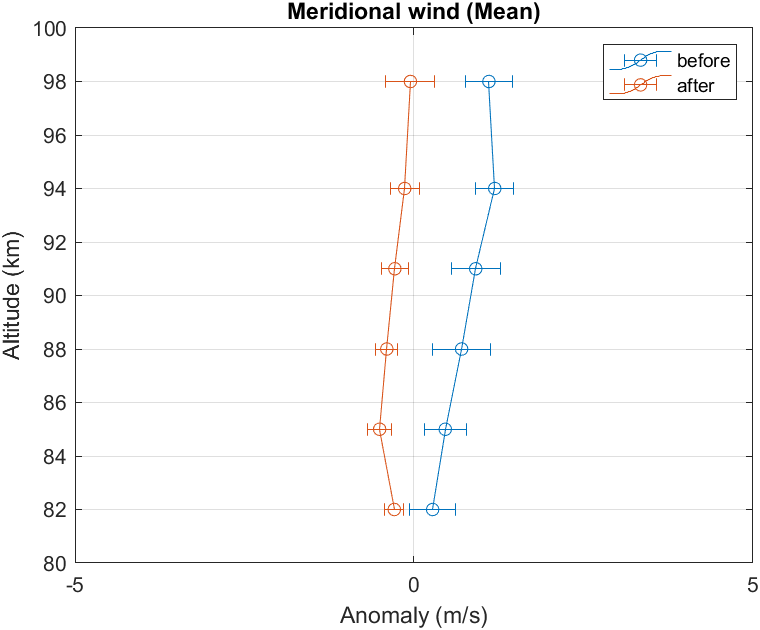 Meridional wind (Mean)
100
98
96
94
92
90
88
86
84
82
80
-5
0
5
Altitude (km)
Anomaly (m/s)
before
after